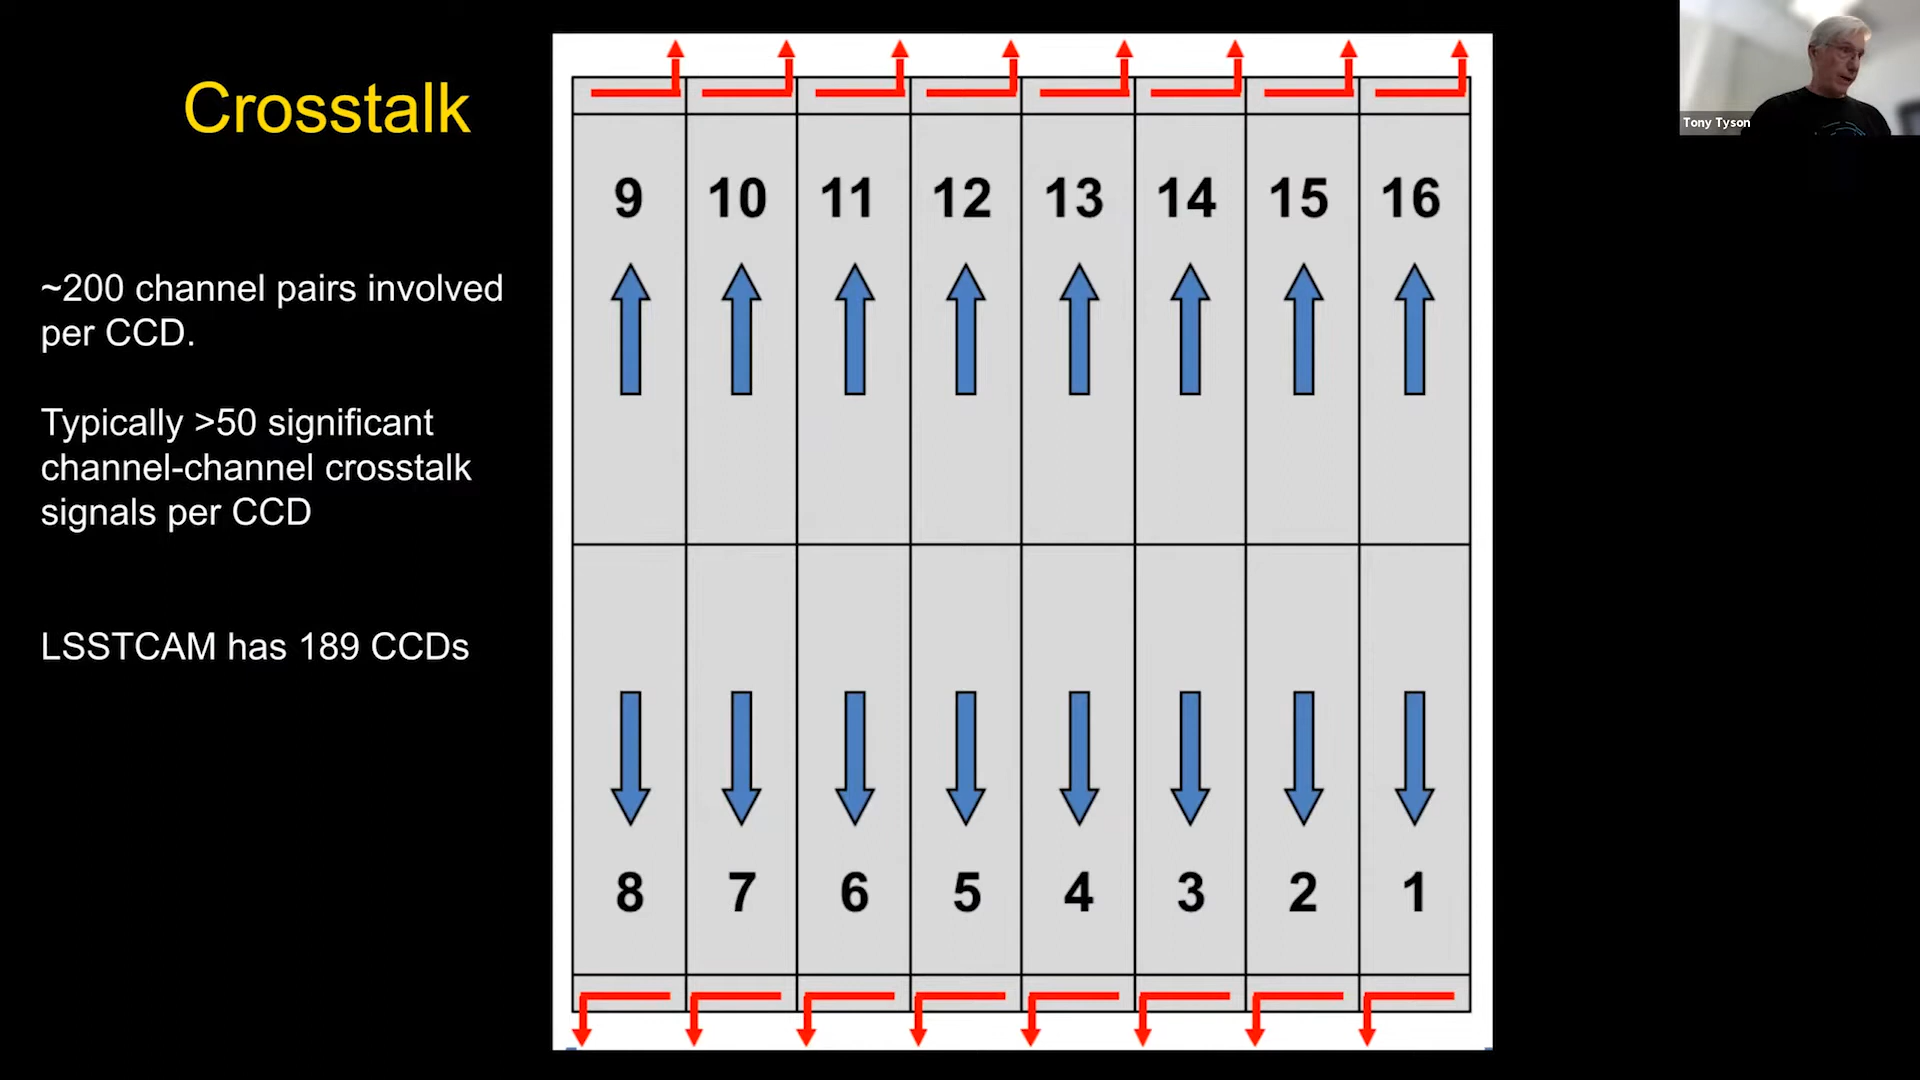 Crosstalk
~200 channel pairs involved
per CCD.
Typically >50 significant
channel-channel crosstalk
signals per CCD
LSSTCAM has 189 CCDs
9 10 11 12 13 14 15 16
8 7 6 5 4 3 2 1
Tony Tyson